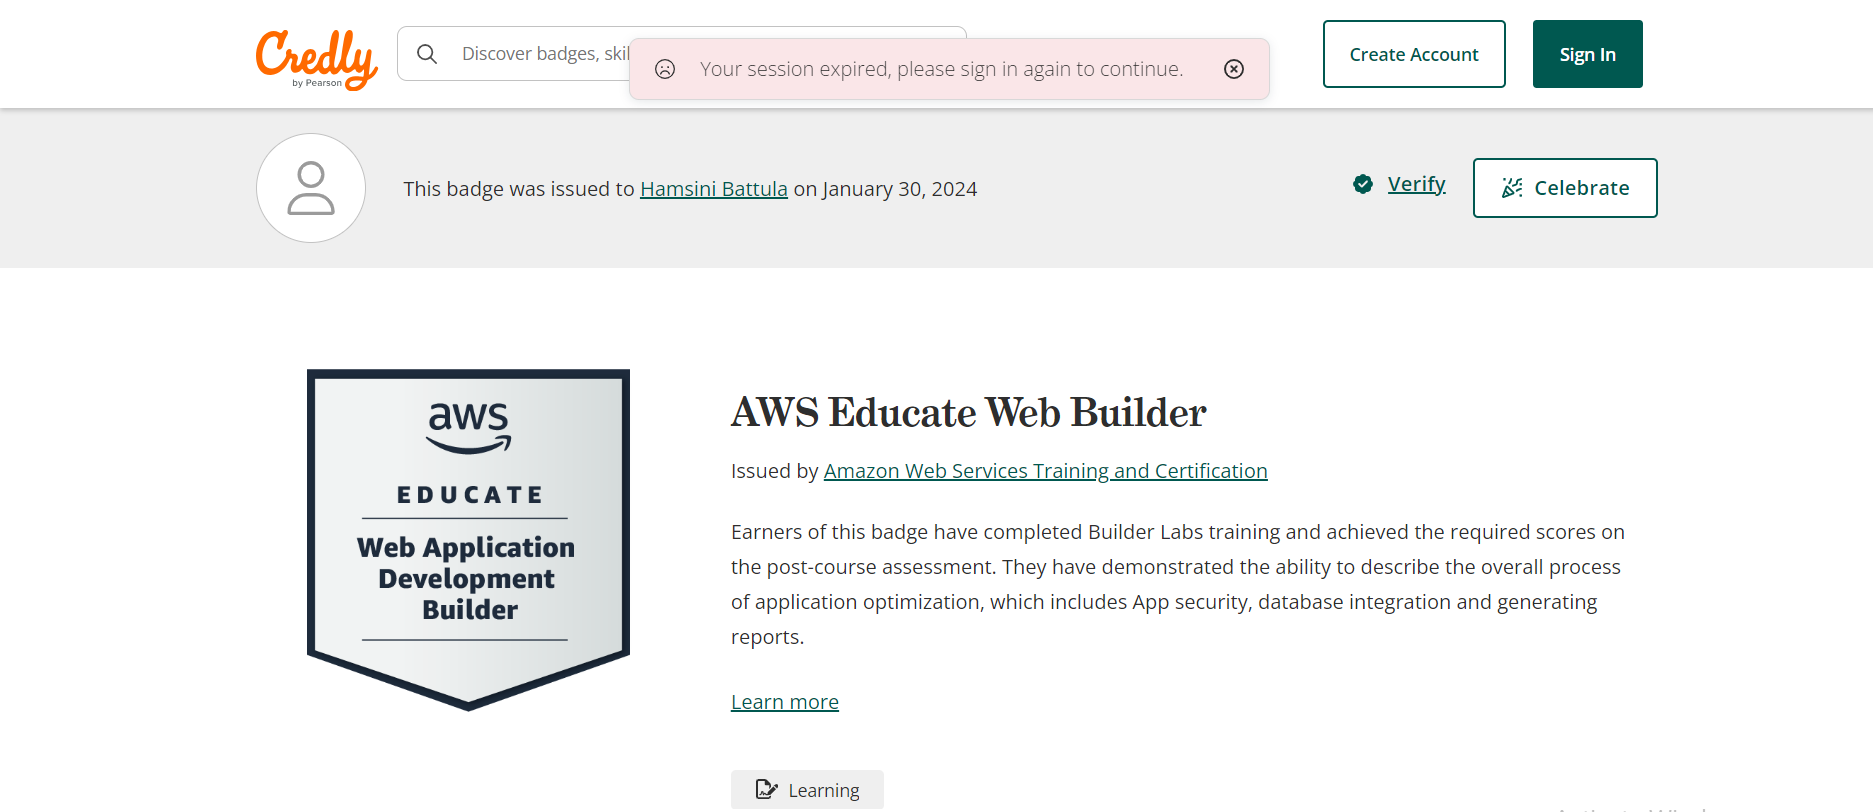 Credly
by Pearson
Discover badges, skil
Your session expired, please sign in again to continue.
Create Account
Sign In
This badge was issued to Hamsini Battula on January 30, 2024
Verify
Celebrate
aws
EDUCATE
Web Application
Development
Builder
AWS Educate Web Builder
Issued by Amazon Web Services Training and Certification
Earners of this badge have completed Builder Labs training and achieved the required scores on
the post-course assessment. They have demonstrated the ability to describe the overall process
of application optimization, which includes App security, database integration and generating
reports.
Learn more
Learning